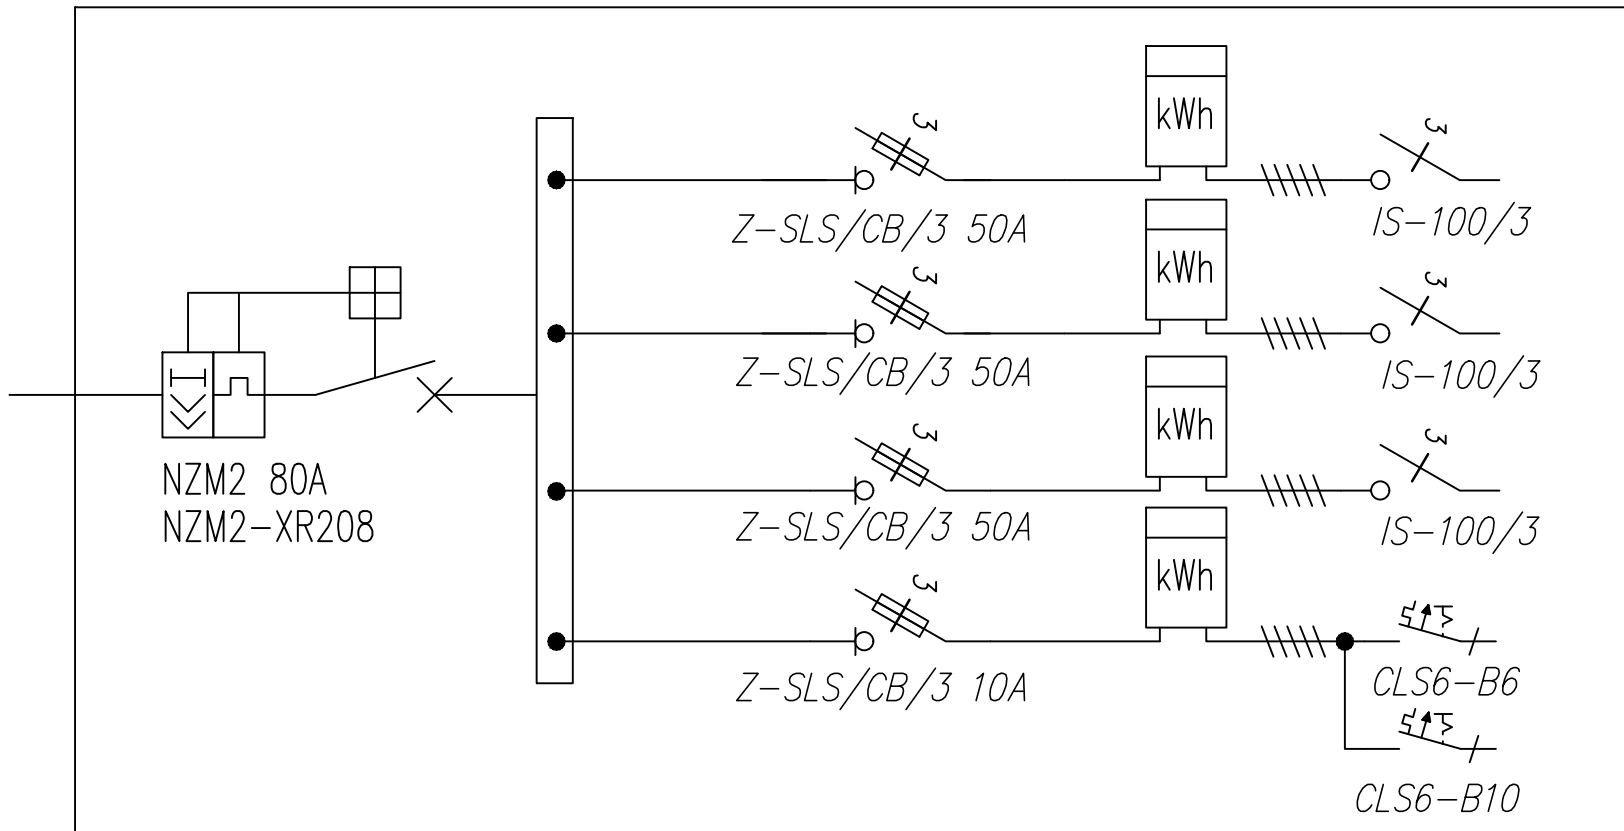 kWh
3
3
Z-SLS/CB/3 50A
IS-100/3
kWh
3
3
Z-SLS/CB/3 50A
IS-100/3
kWh
3
3
NZM2 80A
NZM2-XR208
Z-SLS/CB/3 50A
IS-100/3
kWh
3
Z-SLS/CB/3 10A
CLS6-B6
CLS6-B10